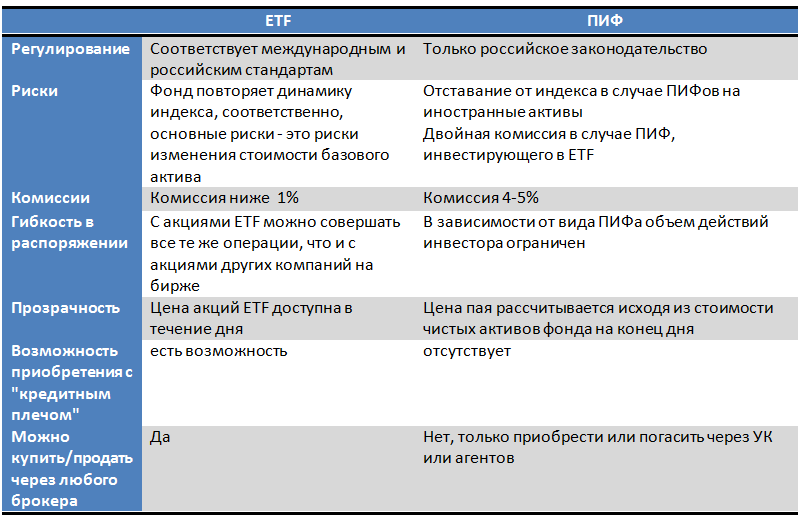 ETF ПИФ
Регулирование Соответствует международным и Только российское законодательство
российским стандартам
Риски Фонд повторяет динамику Отставание от индекса в случае ПИФов на
индекса, соответственно, иностранные активы
основные риски - это риски Двойная комиссия в случае ПИФ,
изменения стоимости базового инвестирующего в ETF
актива
Комиссии Комиссия ниже 1% Комиссия 4-5%
Гибкость в С акциями ETF можно совершать В зависимости от вида ПИФа объем действий
распоряжении все те же операции, что и с инвестора ограничен
акциями других компаний на
бирже
Прозрачность Цена акций ETF доступна в Цена пая рассчитывается исходя из стоимости
течение дня чистых активов фонда на конец дня
Возможность есть возможность отсутствует
приобретения с
"кредитным
плечом"
Можно Да Нет, только приобрести или погасить через УК
купить/продать или агентов
через любого
брокера